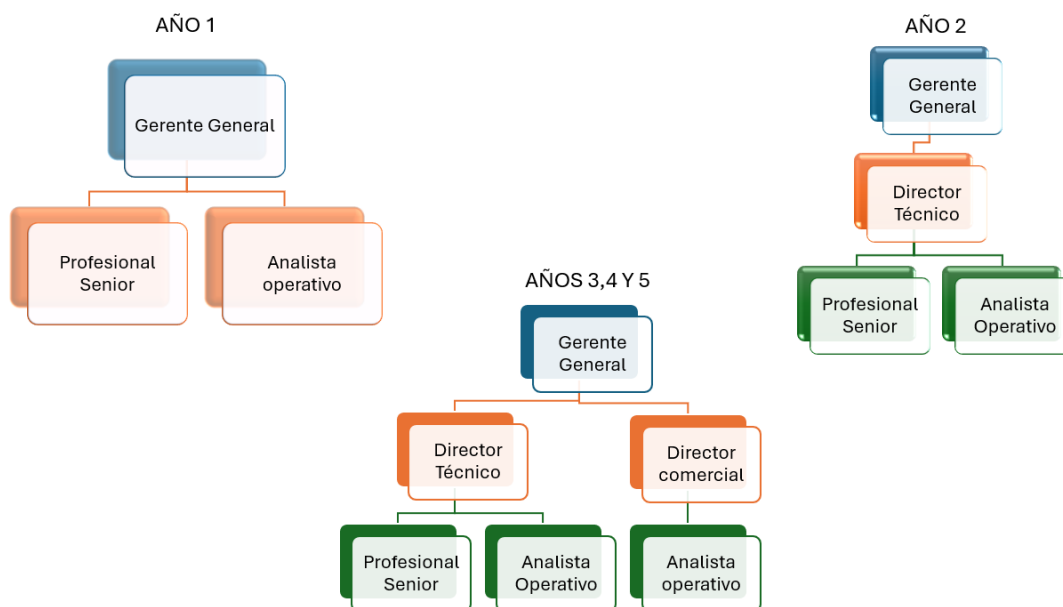 AÑO 1
Gerente General
Profesional
Senior
Analista
operativo
AÑO 2
Gerente
General
Director
Técnico
Profesional
Senior
Analista
Operativo
AÑOS 3,4 Y 5
Gerente
General
Director
Técnico
Director
comercial
Profesional
Senior
Analista
Operativo
Analista
operativo